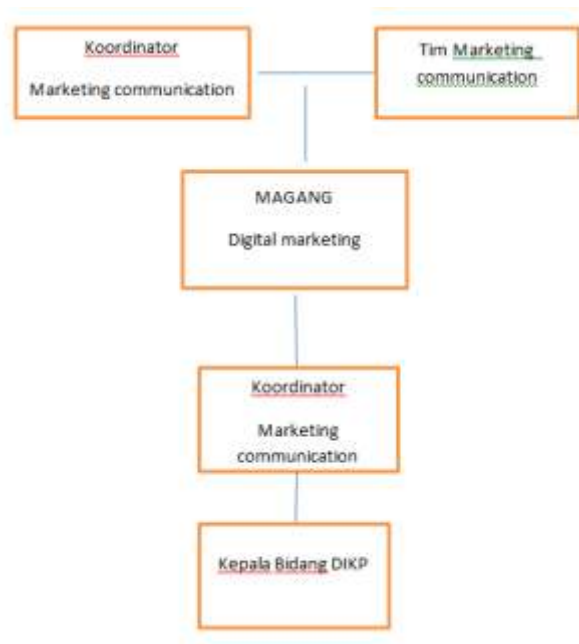 Koordinator
Marketing communication
Tim Marketing
communication
MAGANG
Digital marketing
Koordinator
Marketing
communication
Kepala Bidang DIKP